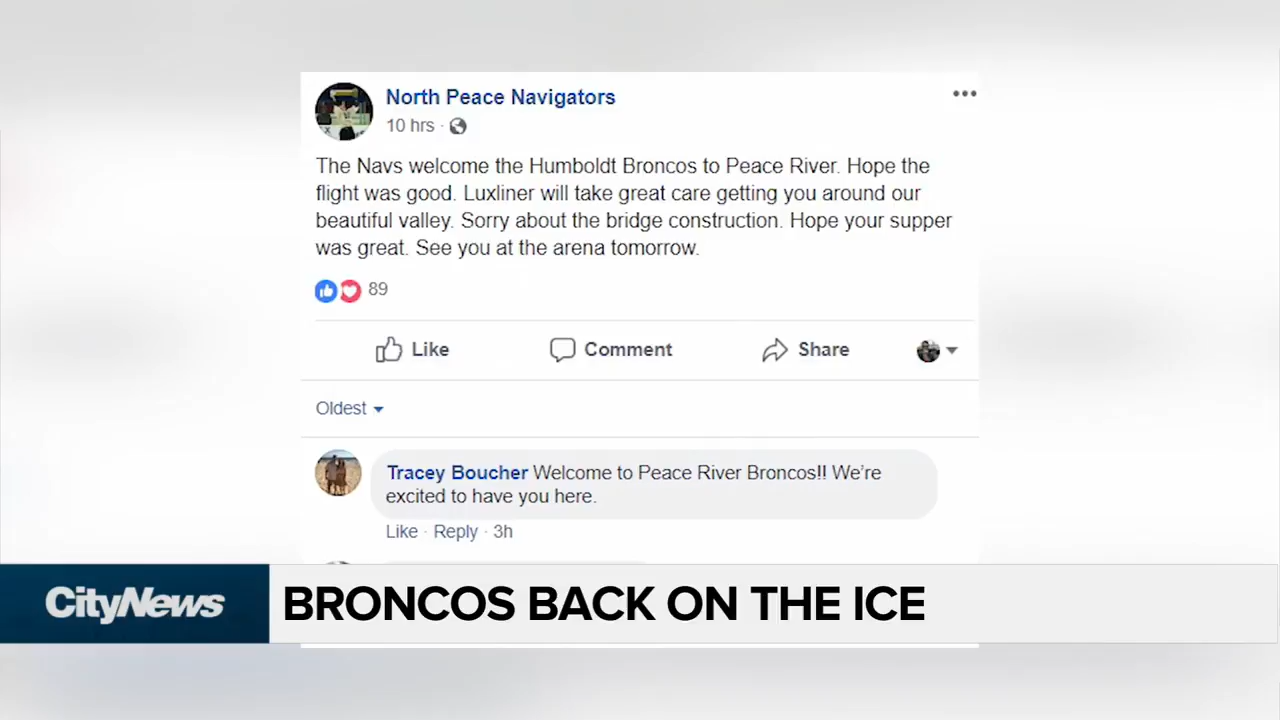 North Peace Navigators
10 hrs ·
The Navs welcome the Humboldt Broncos to Peace River. Hope the
flight was good. Luxliner will take great care getting you around our
beautiful valley. Sorry about the bridge construction. Hope your supper
was great. See you at the arena tomorrow.
89
Like Comment Share
Oldest
Tracey Boucher Welcome to Peace River Broncos!! We’re
excited to have you here.
Like · Reply · 3h
CityNews BRONCOS BACK ON THE ICE